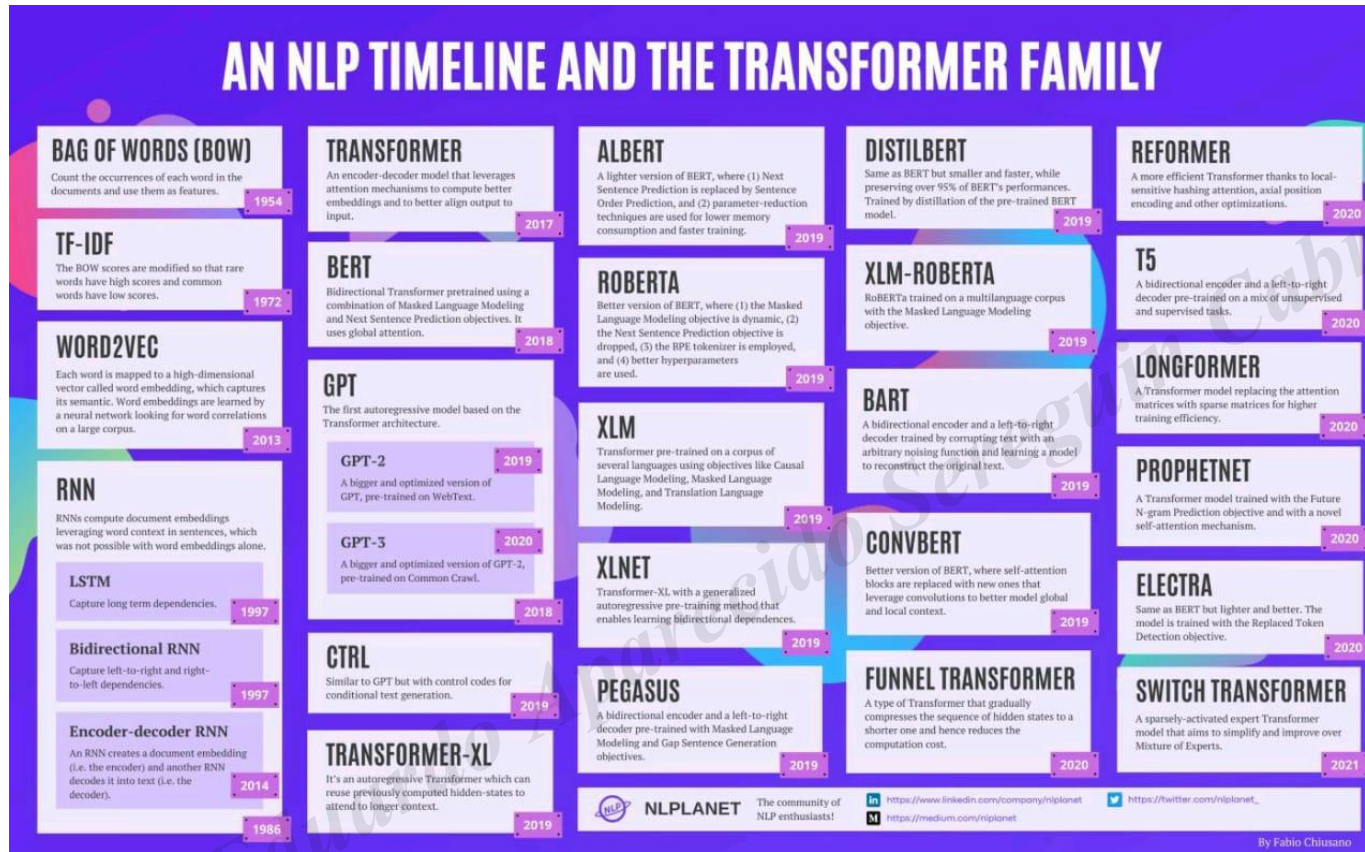 AN NLP TIMELINE AND THE TRANSFORMER FAMILY
BAG OF WORDS (BOW)
Count the occurrences of each word in the
documents and use them as features.
1954
TF-IDF
The BOW scores are modified so that rare
words have high scores and common
words have low scores.
1972
WORD2VEC
Each word is mapped to a high-dimensional
vector called word embedding, which captures
its semantic. Word embeddings are learned by
a neural network looking for word correlations
on a large corpus.
2013
RNN
RNNs compute document embeddings
leveraging word context in sentences, which
was not possible with word embeddings alone.
LSTM
Capture long term dependencies.
1997
Bidirectional RNN
Capture left-to-right and right-
to-left dependencies.
1997
Encoder-decoder RNN
An RNN creates a document embedding
(i.e. the encoder) and another RNN
decodes it into text (i.e. the
decoder).
2014
1986
TRANSFORMER
An encoder-decoder model that leverages
attention mechanisms to compute better
embeddings and to better align output to
input.
2017
BERT
Bidirectional Transformer pretrained using a
combination of Masked Language Modeling
and Next Sentence Prediction objectives. It
uses global attention.
2018
GPT
The first autoregressive model based on the
Transformer architecture.
GPT-2
2019
A bigger and optimized version of
GPT, pre-trained on WebText.
GPT-3
2020
A bigger and optimized version of GPT-2,
pre-trained on Common Crawl.
2018
CTRL
Similar to GPT but with control codes for
conditional text generation.
2019
TRANSFORMER-XL
It's an autoregressive Transformer which can
reuse previously computed hidden-states to
attend to longer context.
2019
ALBERT
A lighter version of BERT, where (1) Next
Sentence Prediction is replaced by Sentence
Order Prediction, and (2) parameter-reduction
techniques are used for lower memory
consumption and faster training.
2019
ROBERTA
Better version of BERT, where (1) the Masked
Language Modeling objective is dynamic, (2)
the Next Sentence Prediction objective is
dropped, (3) the BPE tokenizer is employed,
and (4) better hyperparameters
are used.
2019
XLM
Transformer pre-trained on a corpus of
several languages using objectives like Causal
Language Modeling, Masked Language
Modeling, and Translation Language
Modeling.
2019
XLNET
Transformer-XL with a generalized
autoregressive pre-training method that
enables learning bidirectional dependences.
2019
PEGASUS
A bidirectional encoder and a left-to-right
decoder pre-trained with Masked Language
Modeling and Gap Sentence Generation
objectives.
2019
DISTILBERT
Same as BERT but smaller and faster, while
preserving over 95% of BERT's performances.
Trained by distillation of the pre-trained BERT
model.
2019
XLM-ROBERTA
RoBERTa trained on a multilanguage corpus
with the Masked Language Modeling
objective.
2019
BART
A bidirectional encoder and a left-to-right
decoder trained by corrupting text with an
arbitrary noising function and learning a model
to reconstruct the original text.
2019
CONVBERT
Better version of BERT, where self-attention
blocks are replaced with new ones that
leverage convolutions to better model global
and local context.
2019
FUNNEL TRANSFORMER
A type of Transformer that gradually
compresses the sequence of hidden states to a
shorter one and hence reduces the
computation cost.
2020
REFORMER
A more efficient Transformer thanks to local-
sensitive hashing attention, axial position
encoding and other optimizations.
2020
T5
A bidirectional encoder and a left-to-right
decoder pre-trained on a mix of unsupervised
and supervised tasks.
2020
LONGFORMER
A Transformer model replacing the attention
matrices with sparse matrices for higher
training efficiency.
2020
PROPHETNET
A Transformer model trained with the Future
N-gram Prediction objective and with a novel
self-attention mechanism.
2020
ELECTRA
Same as BERT but lighter and better. The
model is trained with the Replaced Token
Detection objective.
2020
SWITCH TRANSFORMER
A sparsely-activated expert Transformer
model that aims to simplify and improve over
Mixture of Experts.
2021
NLP
NLPLANET
The community of
NLP enthusiasts!
https://www.linkedin.com/company/nlplanet
https://medium.com/nlplanet
https://twitter.com/nlplanet_
By Fabio Chiusano
Eduardo Aparecido Sereguin Cabr